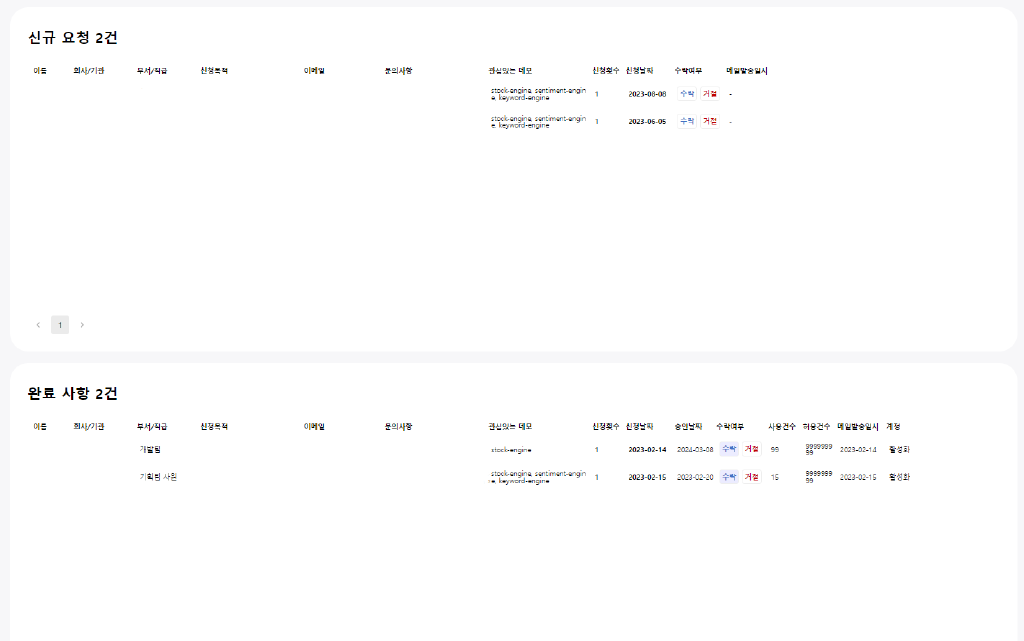 신규 요청 2건
이름 회사/기관 부서/직급 신청목적 이메일 문의사항 관심있는 데모 신청횟수 신청날짜 수락여부 메일발송일시
stock-engine, sentiment-engin
e, keyword-engine
1 2023-08-08 수락 거절 -
stock-engine, sentiment-engin
e, keyword-engine
1 2023-06-05 수락 거절 -
< 1 >
완료 사항 2건
이름 회사/기관 부서/직급 신청목적 이메일 문의사항 관심있는 데모 신청횟수 신청날짜 승인날짜 수락여부 사용건수 허용건수 메일발송일시 계정
개발팀 stock-engine 1 2023-02-14 2024-03-08 수락 거절 99 9999999
99
2023-02-14 활성화
기획팀 사원 stock-engine, sentiment-engin
e, keyword-engine
1 2023-02-15 2023-02-20 수락 거절 15 9999999
99
2023-02-15 활성화